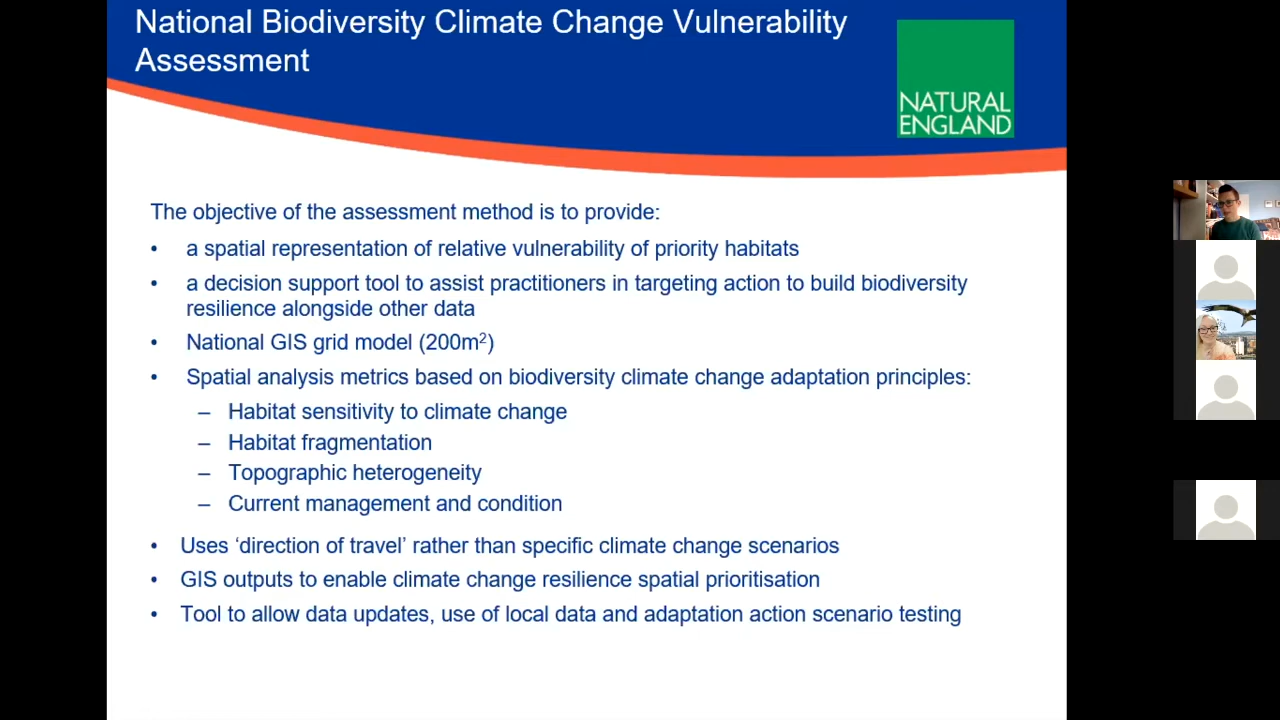 National Biodiversity Climate Change Vulnerability
Assessment
NATURAL
ENGLAND
The objective of the assessment method is to provide:
• a spatial representation of relative vulnerability of priority habitats
• a decision support tool to assist practitioners in targeting action to build biodiversity
resilience alongside other data
• National GIS grid model (200m²)
• Spatial analysis metrics based on biodiversity climate change adaptation principles:
– Habitat sensitivity to climate change
– Habitat fragmentation
– Topographic heterogeneity
– Current management and condition
• Uses ‘direction of travel’ rather than specific climate change scenarios
• GIS outputs to enable climate change resilience spatial prioritisation
• Tool to allow data updates, use of local data and adaptation action scenario testing